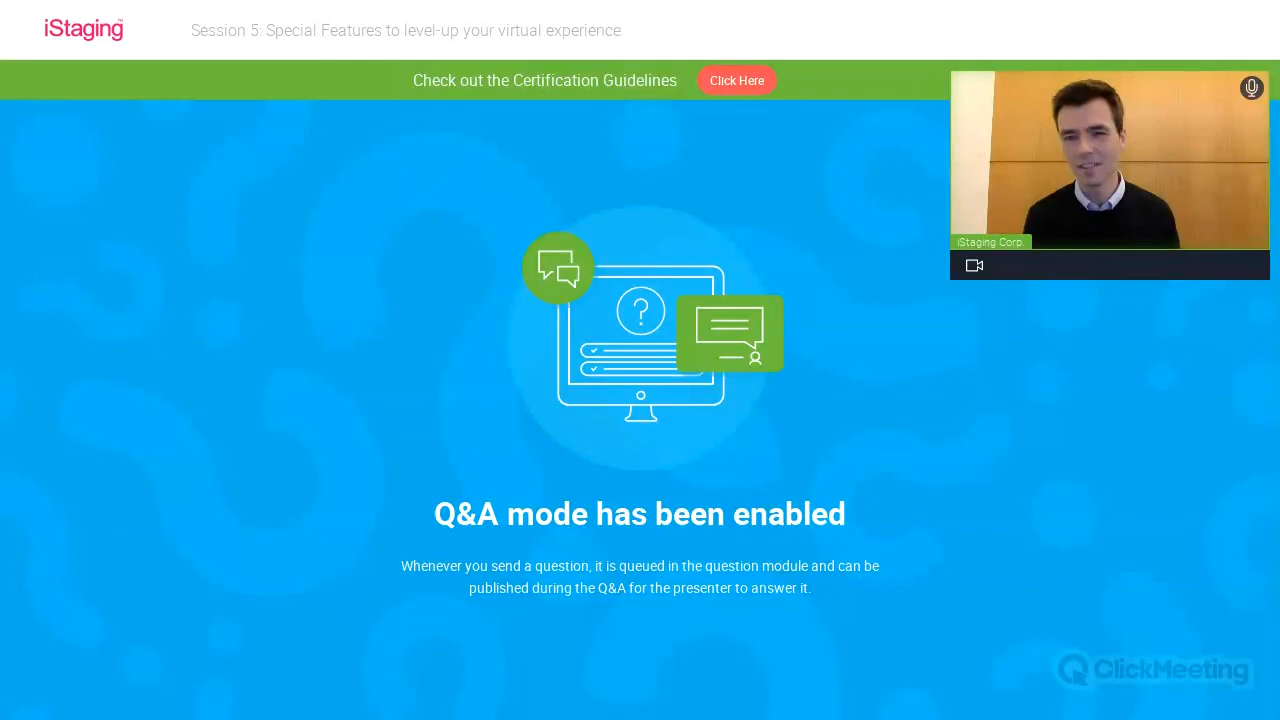 iStaging™
Session 5: Special Features to level-up your virtual experience
Check out the Certification Guidelines
Click Here
iStaging Corp.
Q&A mode has been enabled
Whenever you send a question, it is queued in the question module and can be
published during the Q&A for the presenter to answer it.
ClickMeeting